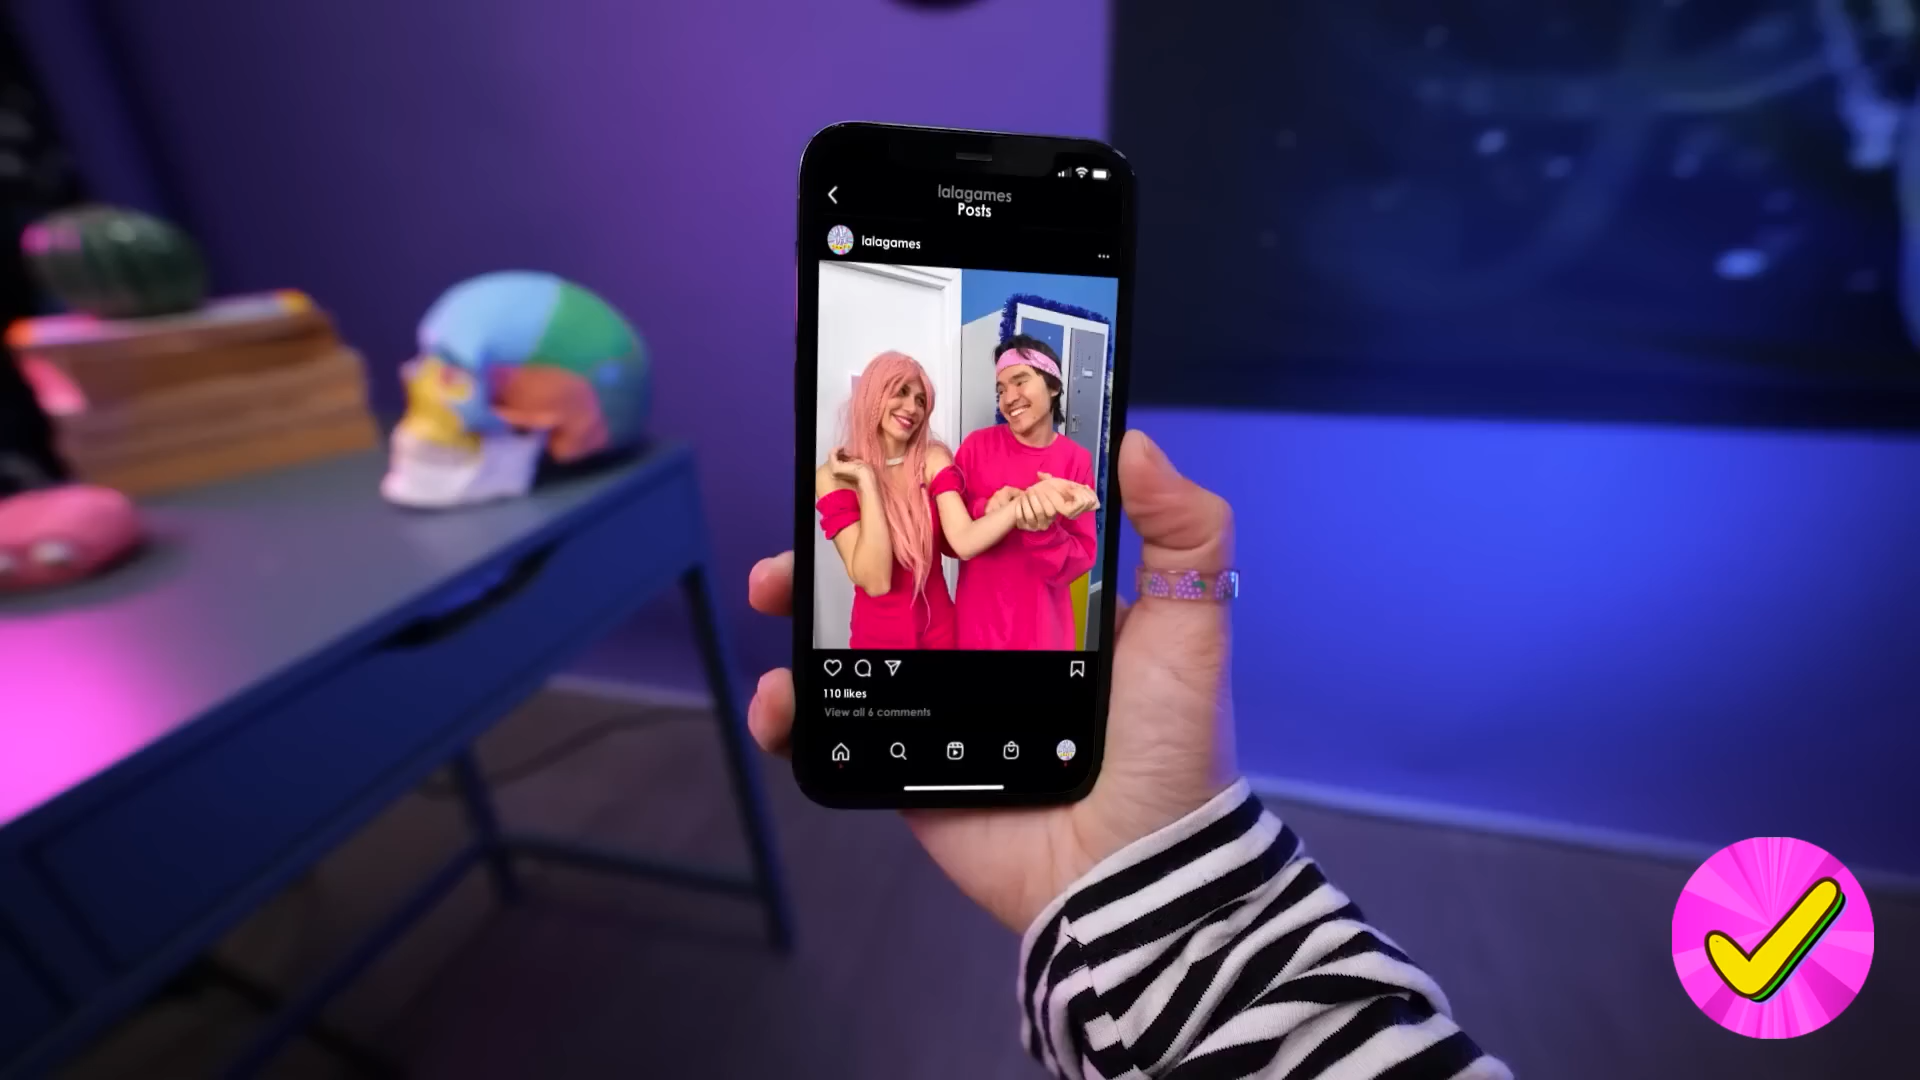 lalagames
Posts
lalagames
110 likes
View all 6 comments